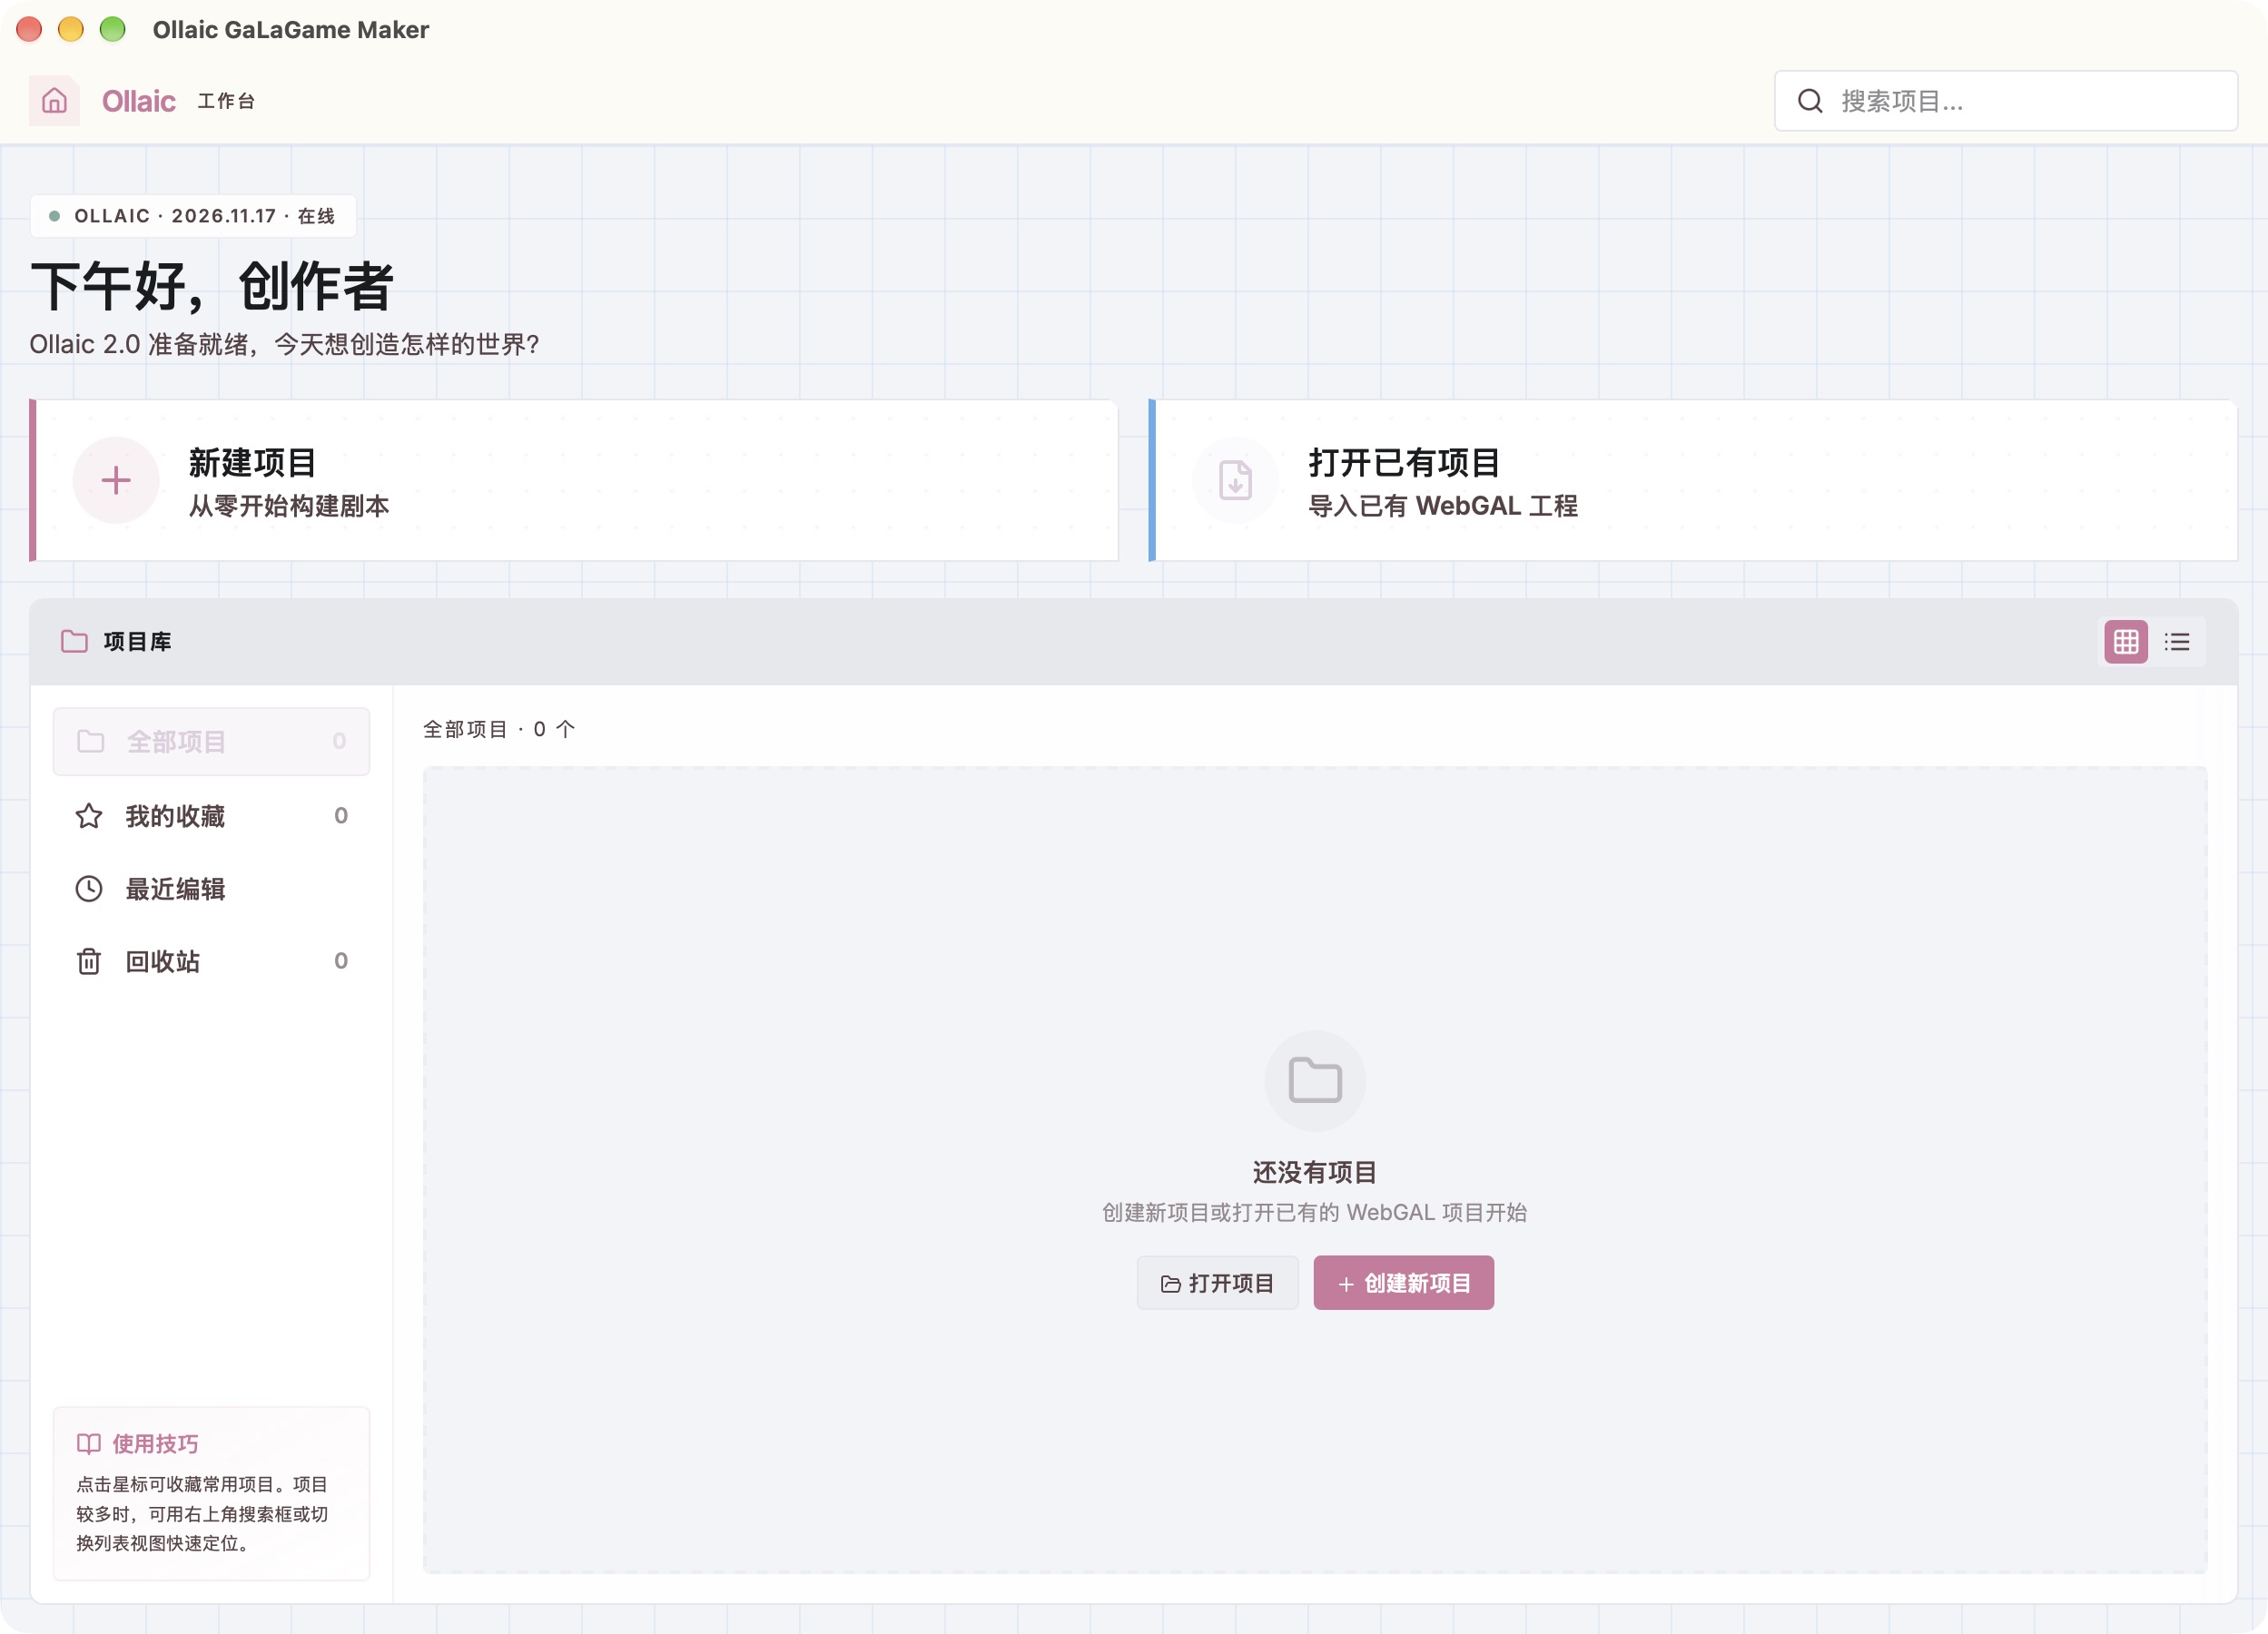 Ollaic GaLaGame Maker
Ollaic 工作台
搜索项目...
OLLAIC · 2026.11.17 · 在线
下午好，创作者
Ollaic 2.0 准备就绪，今天想创造怎样的世界？
新建项目
从零开始构建剧本
打开已有项目
导入已有 WebGAL 工程
项目库
全部项目 0
我的收藏 0
最近编辑
回收站 0
使用技巧
点击星标可收藏常用项目。项目
较多时，可用右上角搜索框或切
换列表视图快速定位。
全部项目 · 0 个
还没有项目
创建新项目或打开已有的 WebGAL 项目开始
打开项目
创建新项目